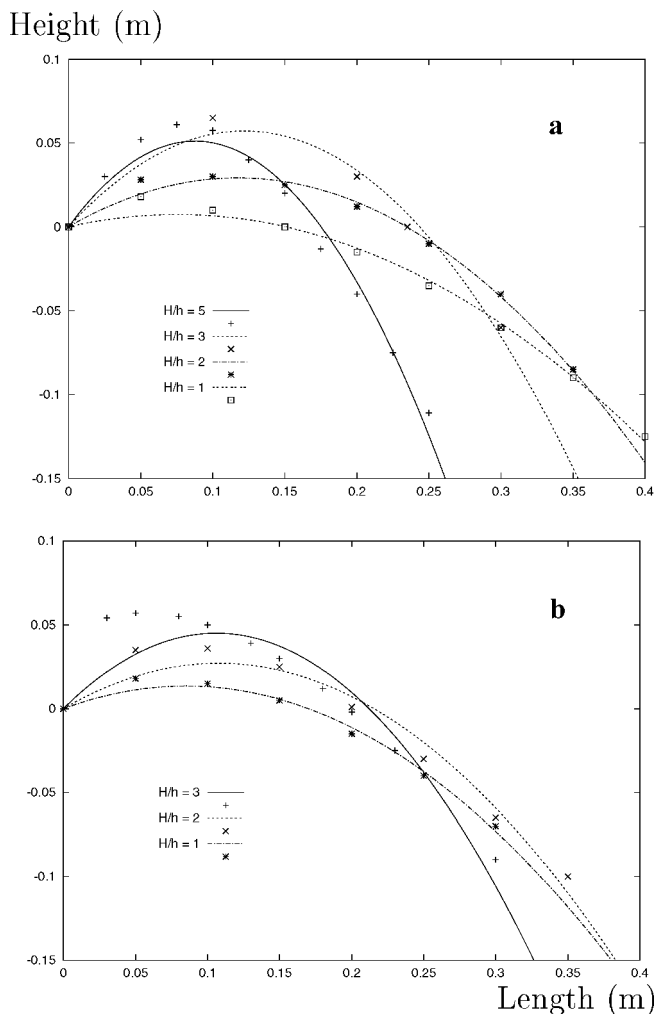 Height (m)
0.1
a
0.05
0
-0.05
H/h = 5
H/h = 3
H/h = 2
-0.1
H/h = 1
-0.15
0 0.05 0.1 0.15 0.2 0.25 0.3 0.35 0.4
0.1
b
0.05
0
-0.05
H/h = 3
H/h = 2
-0.1
H/h = 1
-0.15
0 0.05 0.1 0.15 0.2 0.25 0.3 0.35 0.4
Length (m)